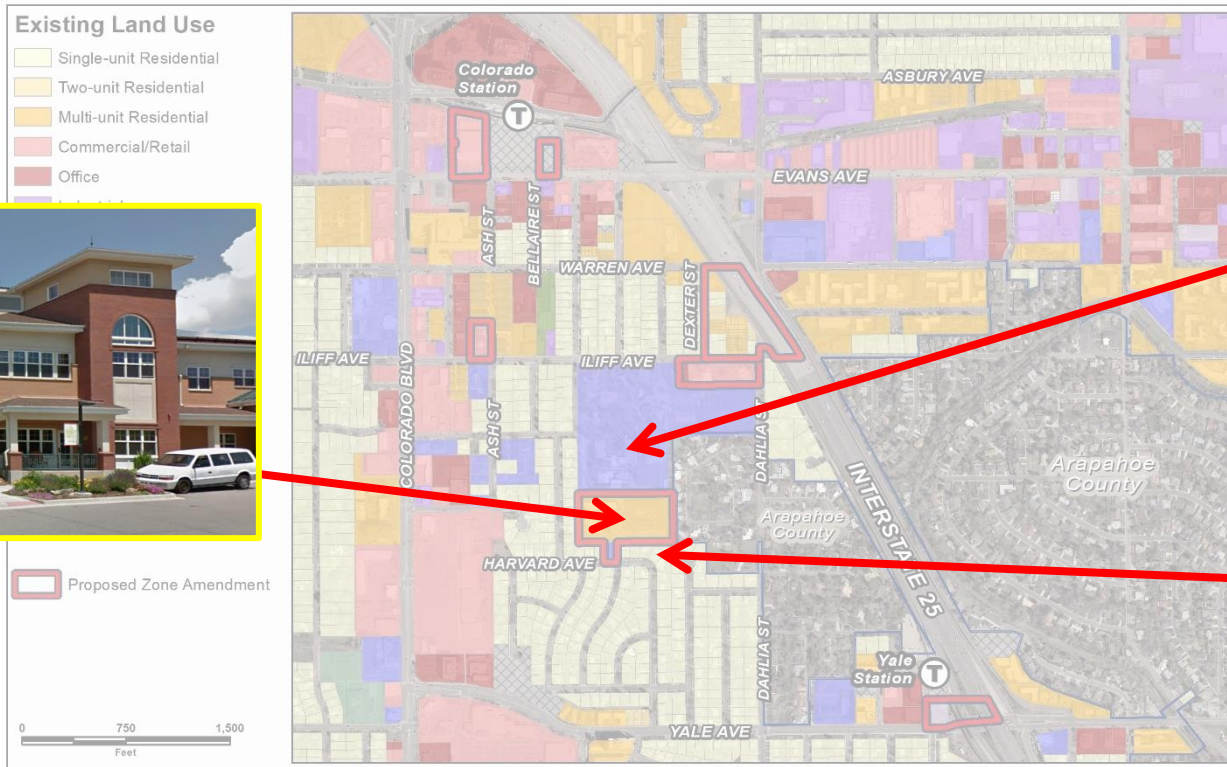 Existing Land Use
Single-unit Residential
Two-unit Residential
Multi-unit Residential
Commercial/Retail
Office
Proposed Zone Amendment
0 750 1,500
Feet
Colorado
Station
T
ASBURY AVE
EVANS AVE
ASH ST
BELLAIRE ST
WARREN AVE
DEXTER ST
ILIFF AVE
ILIFF AVE
COLORADO BLVD
ASH ST
DAHLIA ST
INTERSTATE 25
Arapahoe
County
Arapahoe
County
HARVARD AVE
DAHLIA ST
Yale
Station
T
YALE AVE